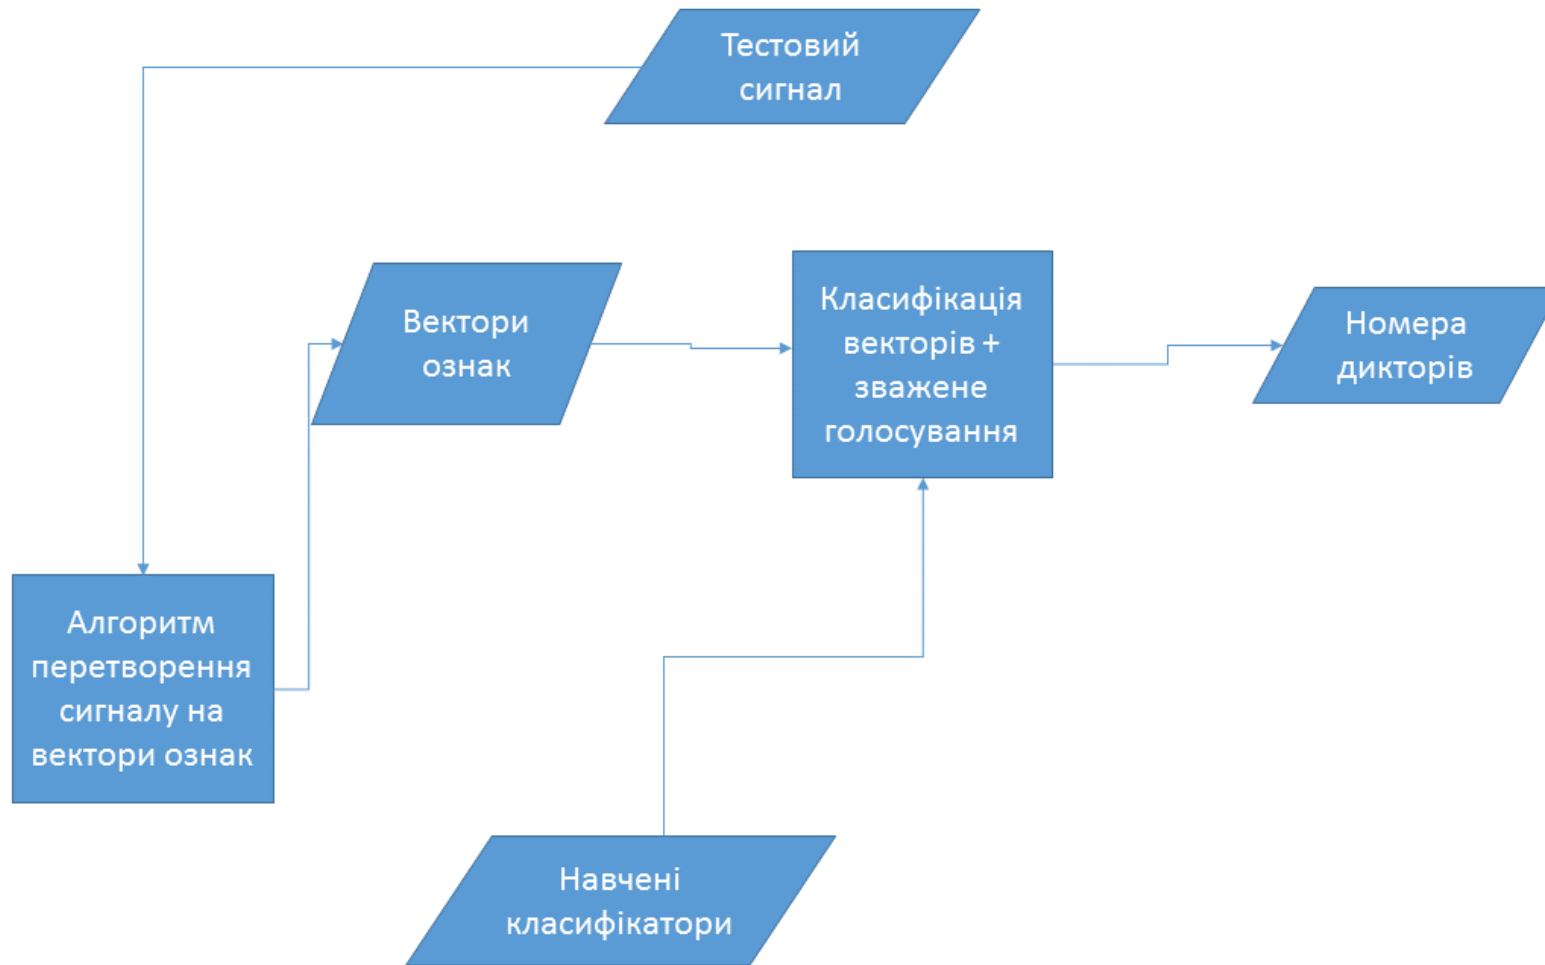 Тестовий
сигнал
Вектори
ознак
Класифікація
векторів +
зважене
голосування
Номера
дикторів
Алгоритм
перетворення
сигналу на
вектори ознак
Навчені
класифікатори